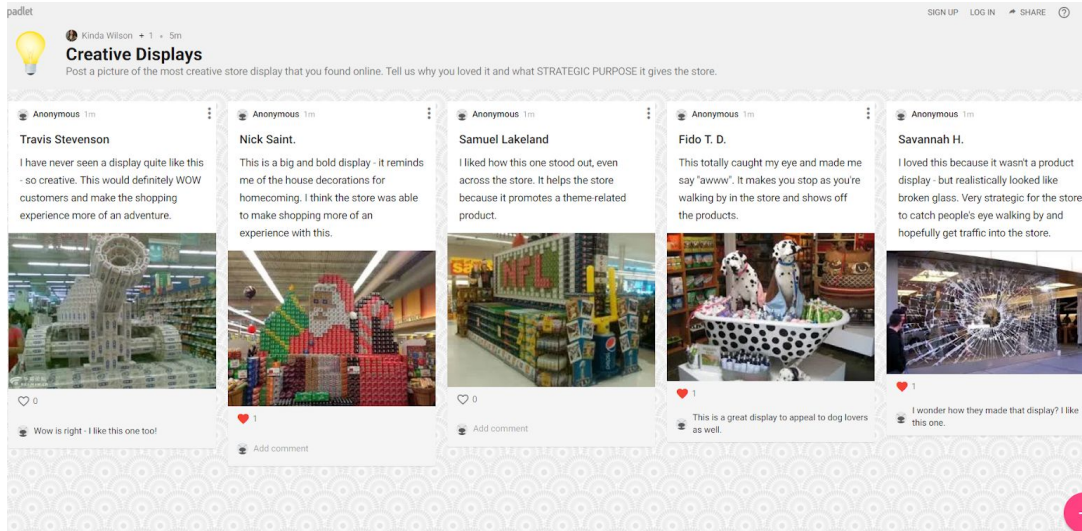 padlet
SIGN UP LOG IN SHARE
Kinda Wilson + 1 • 5m
Creative Displays
Post a picture of the most creative store display that you found online. Tell us why you loved it and what STRATEGIC PURPOSE it gives the store.
Anonymous 1m
Travis Stevenson
I have never seen a display quite like this
- so creative. This would definitely WOW
customers and make the shopping
experience more of an adventure.
0
Wow is right - I like this one too!
Anonymous 1m
Nick Saint.
This is a big and bold display - it reminds
me of the house decorations for
homecoming. I think the store was able
to make shopping more of an
experience with this.
1
Add comment
Anonymous 1m
Samuel Lakeland
I liked how this one stood out, even
across the store. It helps the store
because it promotes a theme-related
product.
NFL
pepsi
0
Add comment
Anonymous 1m
Fido T. D.
This totally caught my eye and made me
say "awww". It makes you stop as you're
walking by in the store and shows off
the products.
1
This is a great display to appeal to dog lovers
as well.
Anonymous 1m
Savannah H.
I loved this because it wasn't a product
display - but realistically looked like
broken glass. Very strategic for the store
to catch people's eye walking by and
hopefully get traffic into the store.
1
I wonder how they made that display? I like
this one.